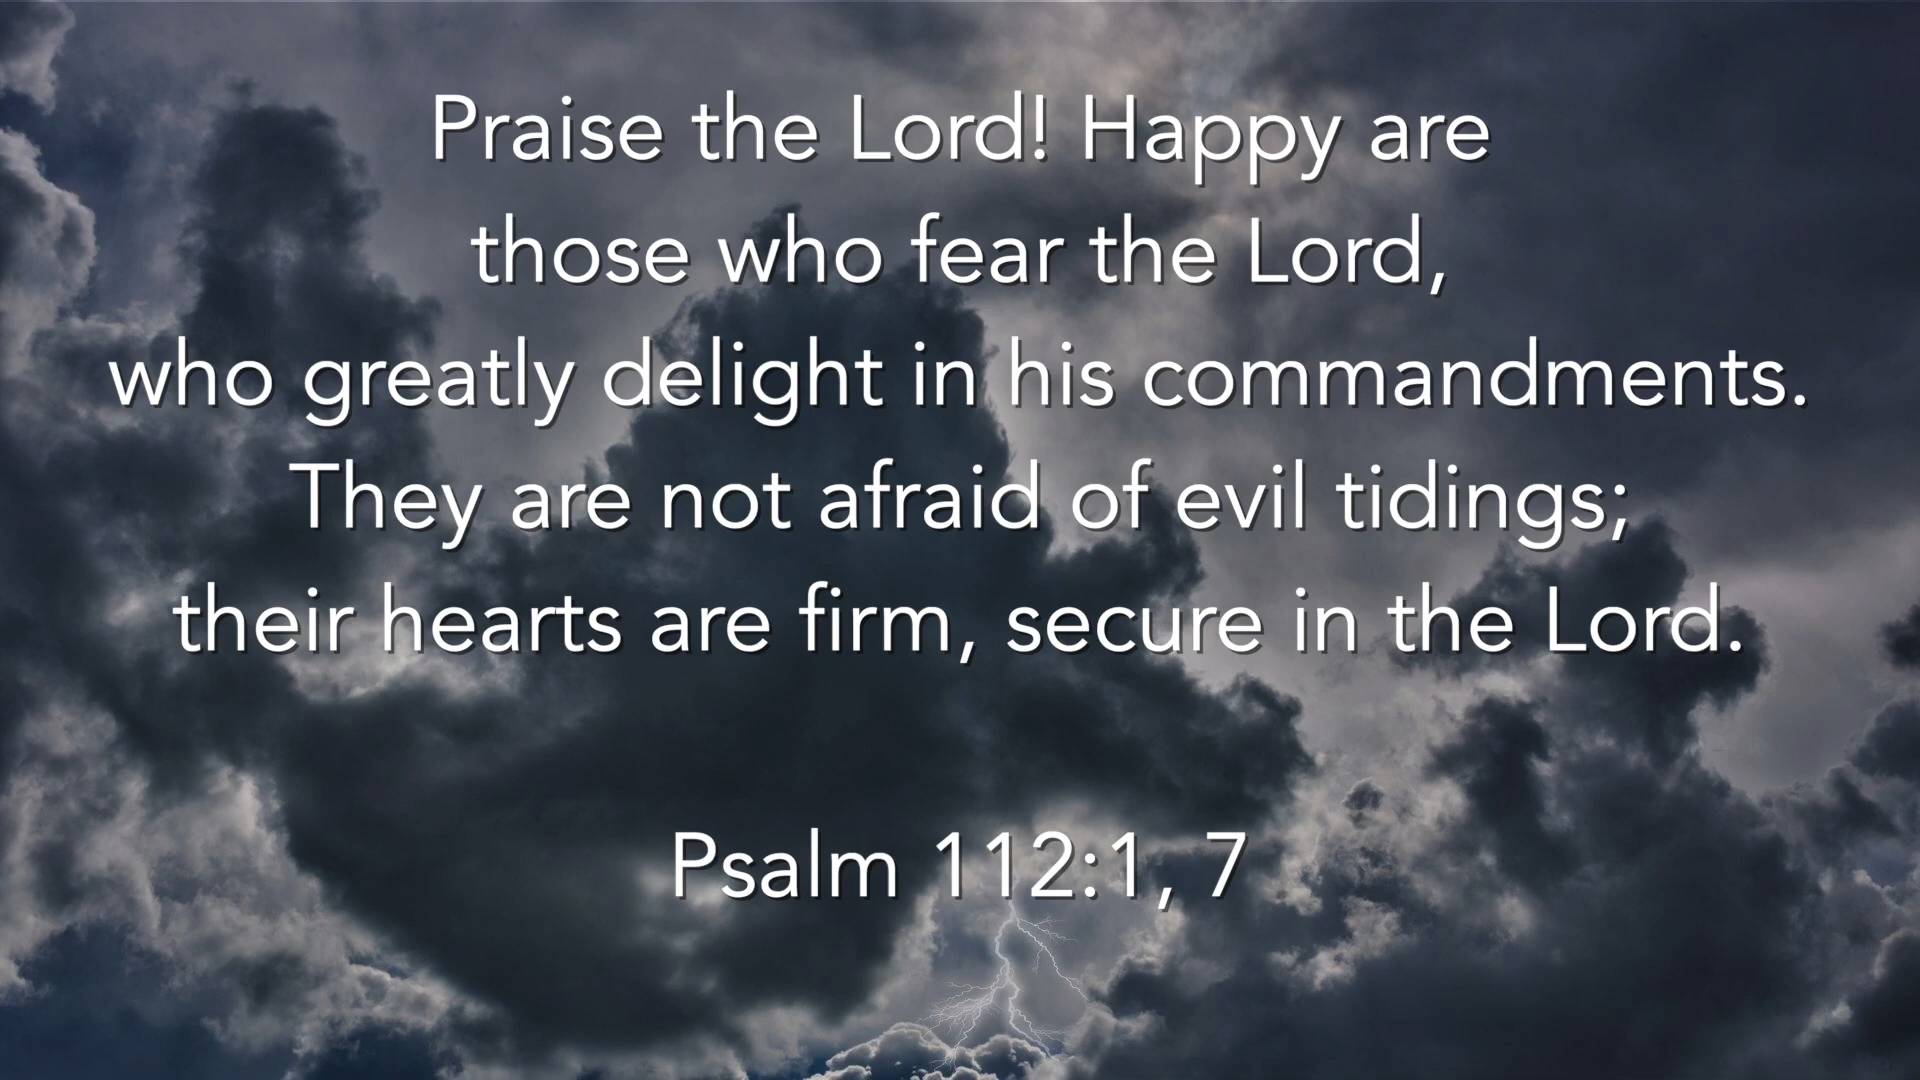 Praise the Lord! Happy are
those who fear the Lord,
who greatly delight in his commandments.
They are not afraid of evil tidings;
their hearts are firm, secure in the Lord.
Psalm 112:1, 7